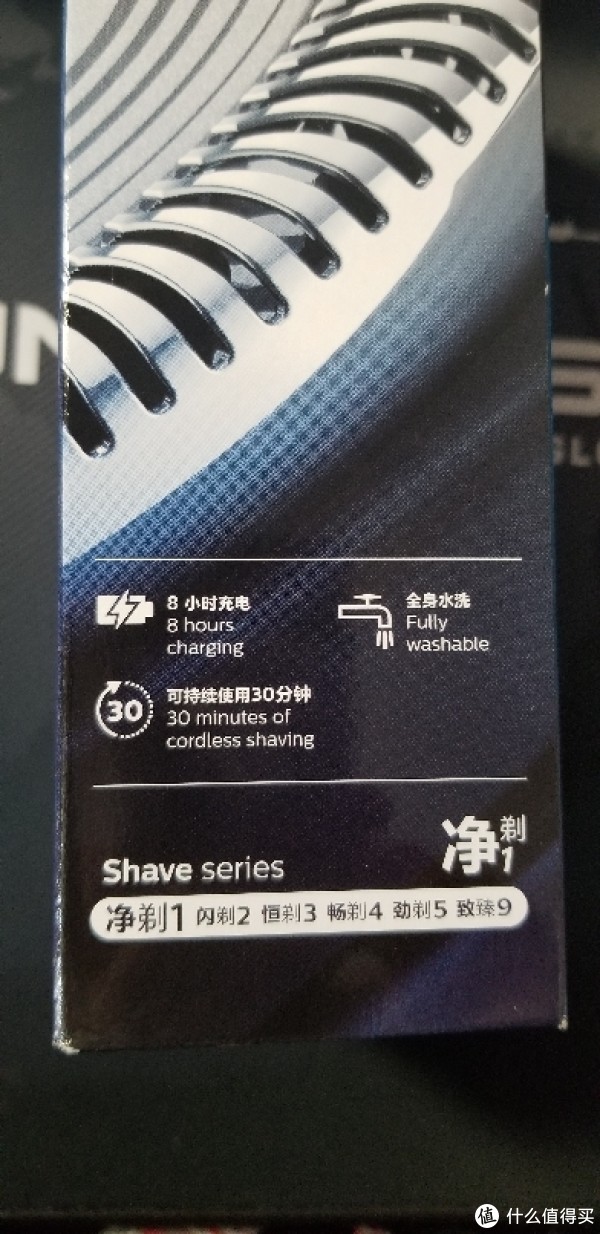 8 小时充电
8 hours
charging
全身水洗
Fully
washable
30
可持续使用30分钟
30 minutes of
cordless shaving
净剃1
Shave series
净剃1 闪剃2 恒剃3 畅剃4 劲剃5 致臻9
值 什么值得买